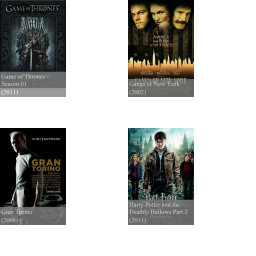 GAME OF THRONES
Game of Thrones -
Season 01
(2011)
AMERICA
WAS BORN
IN THE STREETS
GANGS OF NEW YORK
Gangs of New York
(2002)
CLINT EASTWOOD
GRAN
TORINO
Gran Torino
(2008)
Harry Potter
Harry Potter and the
Deathly Hallows Part 2
(2011)